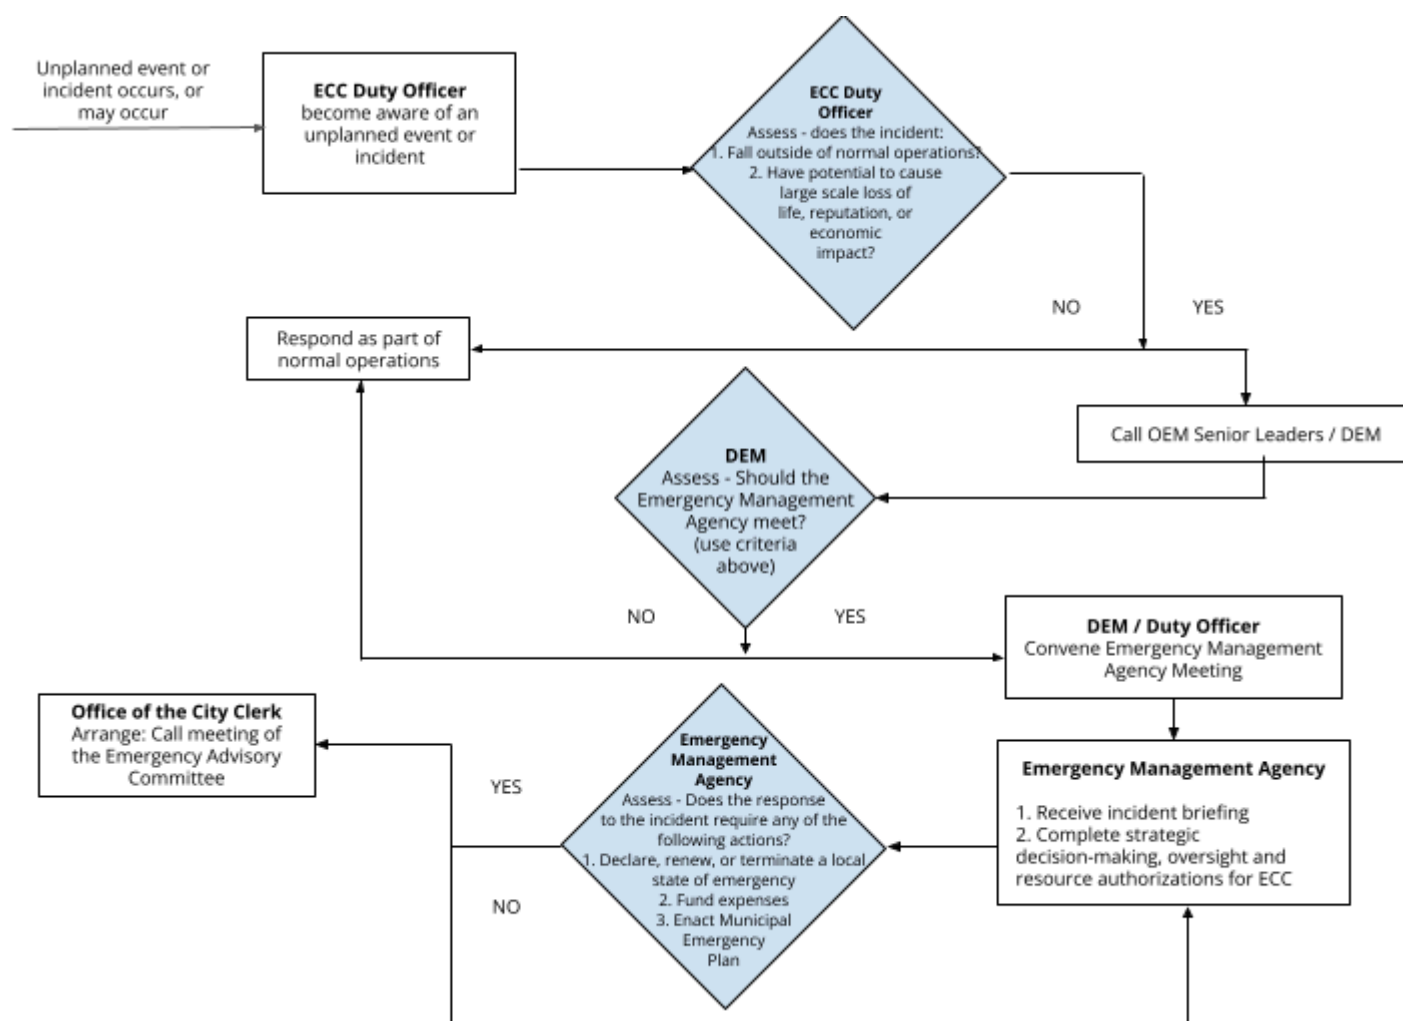 Unplanned event or
incident occurs, or
may occur
ECC Duty Officer
become aware of an
unplanned event or
incident
ECC Duty
Officer
Assess - does the incident:
1. Fall outside of normal operations?
2. Have potential to cause
large scale loss of
life, reputation, or
economic
impact?
NO
YES
Respond as part of
normal operations
Call OEM Senior Leaders / DEM
DEM
Assess - Should the
Emergency Management
Agency meet?
(use criteria
above)
NO
YES
DEM / Duty Officer
Convene Emergency Management
Agency Meeting
Office of the City Clerk
Arrange: Call meeting of
the Emergency Advisory
Committee
YES
NO
Emergency
Management
Agency
Assess - Does the response
to the incident require any of the
following actions?
1. Declare, renew, or terminate a local
state of emergency
2. Fund expenses
3. Enact Municipal
Emergency
Plan
Emergency Management Agency
1. Receive incident briefing
2. Complete strategic
decision-making, oversight and
resource authorizations for ECC